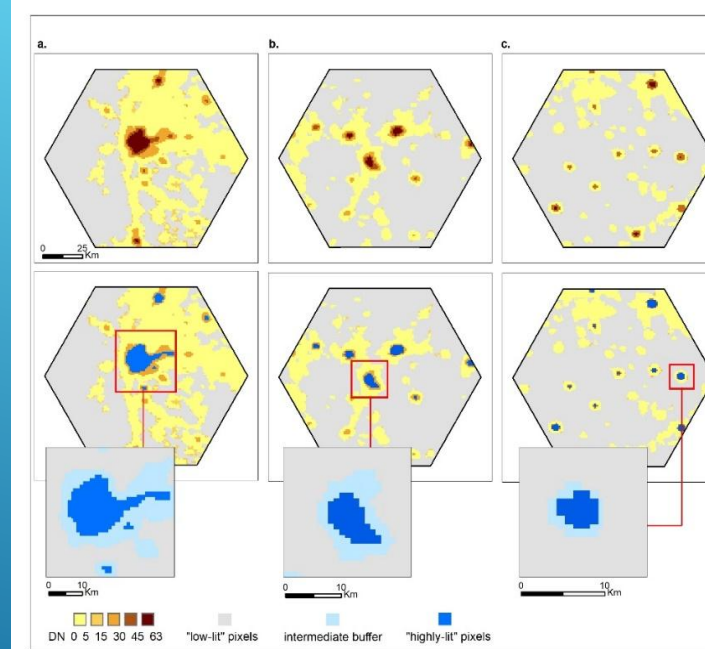 a. b. c.
0 25
Km
0 10
Km
0 10
Km
0 10
Km
DN 0 5 15 30 45 63 "low-lit" pixels intermediate buffer "highly-lit" pixels